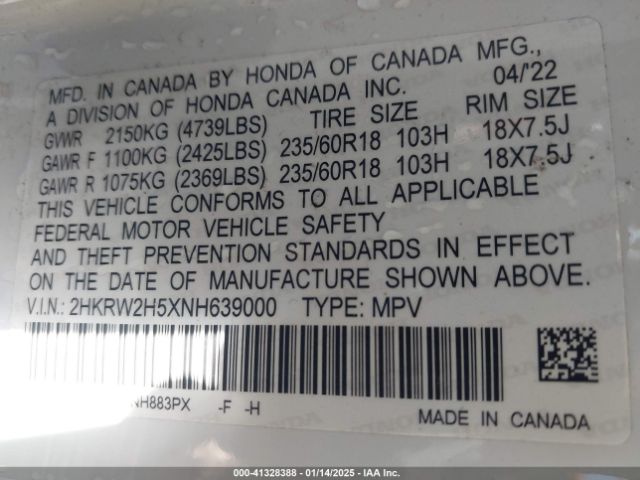 MFD. IN CANADA BY HONDA OF CANADA MFG.,
A DIVISION OF HONDA CANADA INC. 04/'22
GVWR 2150KG (4739LBS) TIRE SIZE RIM SIZE
GAWR F 1100KG (2425LBS) 235/60R18 103H 18X7.5J
GAWR R 1075KG (2369LBS) 235/60R18 103H 18X7.5J
THIS VEHICLE CONFORMS TO ALL APPLICABLE
FEDERAL MOTOR VEHICLE SAFETY
AND THEFT PREVENTION STANDARDS IN EFFECT
ON THE DATE OF MANUFACTURE SHOWN ABOVE.
V.I.N.: 2HKRW2H5XNH639000 TYPE: MPV
NH883PX -F -H
MADE IN CANADA
000-41328388 - 01/14/2025 - IAA Inc.